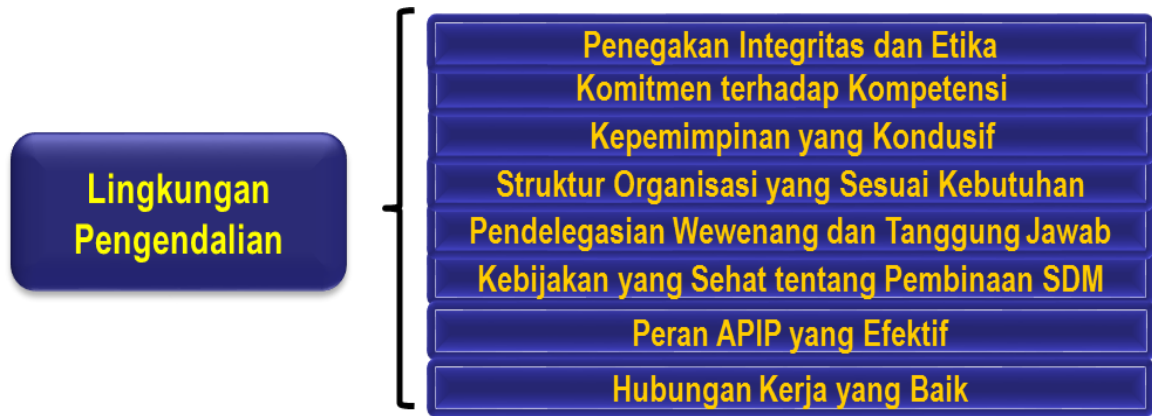 Lingkungan
Pengendalian
Penegakan Integritas dan Etika
Komitmen terhadap Kompetensi
Kepemimpinan yang Kondusif
Struktur Organisasi yang Sesuai Kebutuhan
Pendelegasian Wewenang dan Tanggung Jawab
Kebijakan yang Sehat tentang Pembinaan SDM
Peran APIP yang Efektif
Hubungan Kerja yang Baik